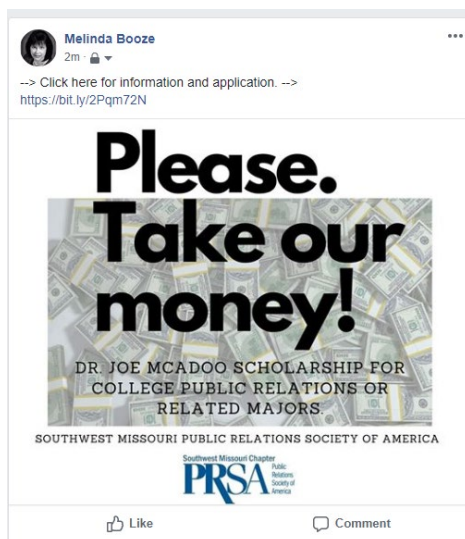 Melinda Booze
2m
--> Click here for information and application. -->
https://bit.ly/2Pqm72N
Please.
Take our
money!
DR. JOE MCADOO SCHOLARSHIP FOR
COLLEGE PUBLIC RELATIONS OR
RELATED MAJORS.
SOUTHWEST MISSOURI PUBLIC RELATIONS SOCIETY OF AMERICA
Southwest Missouri Chapter
PRSA
Public
Relations
Society of
America
Like
Comment